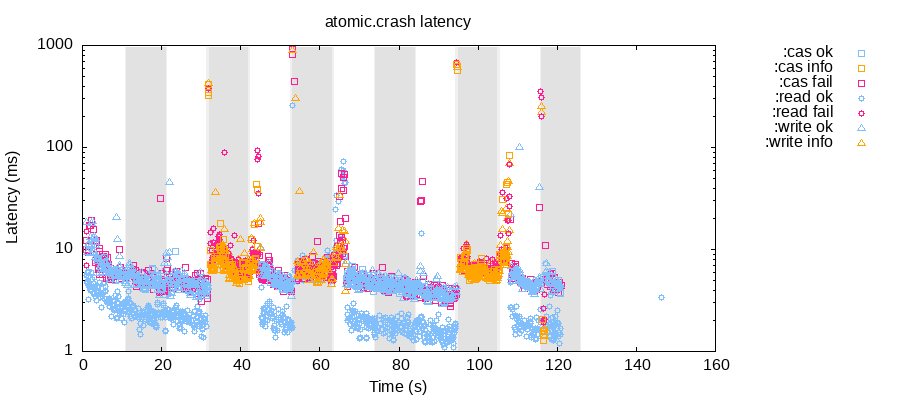 atomic.crash latency
1000
100
10
1
Latency (ms)
0 20 40 60 80 100 120 140 160
Time (s)
:cas ok
:cas info
:cas fail
:read ok
:read fail
:write ok
:write info